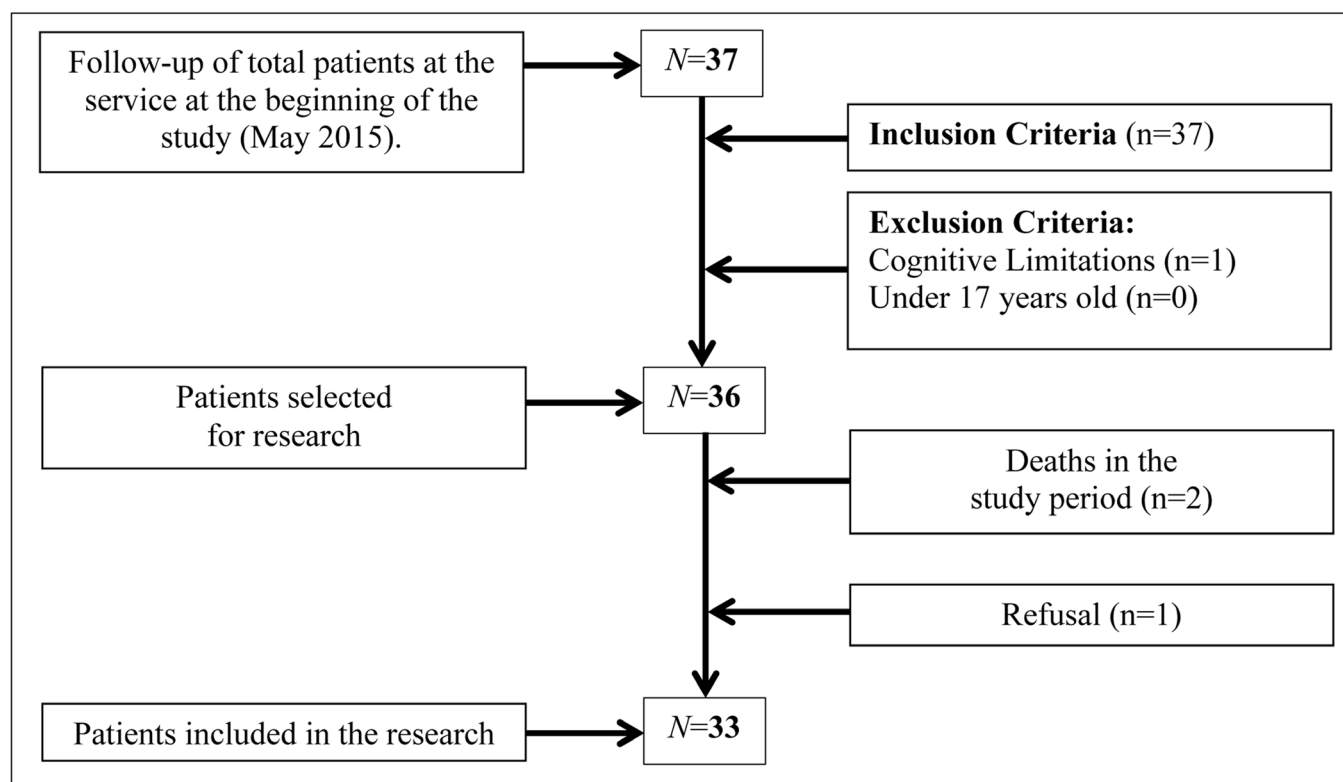 Follow-up of total patients at the
service at the beginning of the
study (May 2015).
N=37
Inclusion Criteria (n=37)
Exclusion Criteria:
Cognitive Limitations (n=1)
Under 17 years old (n=0)
Patients selected
for research
N=36
Deaths in the
study period (n=2)
Refusal (n=1)
Patients included in the research
N=33